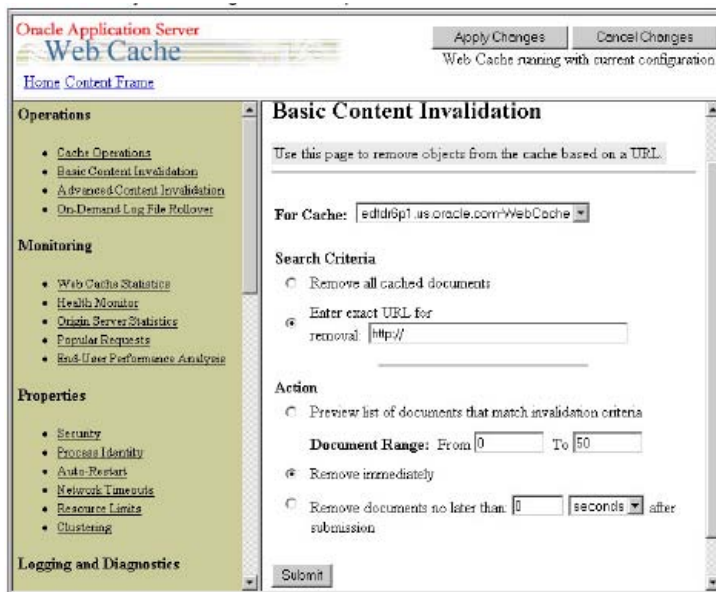 Oracle Application Server
Web Cache
Home Content Frame
Apply Changes Cancel Changes
Web Cache running with current configuration
Operations
Cache Operations
Basic Content Invalidation
Advanced Content Invalidation
On-Demand Log File Rollover
Monitoring
Web Cache Statistics
Health Monitor
Origin Server Statistics
Popular Requests
End-User Performance Analysis
Properties
Security
Process Identity
Auto-Restart
Network Timeouts
Resource Limits
Clustering
Logging and Diagnostics
Basic Content Invalidation
Use this page to remove objects from the cache based on a URL.
For Cache: edtdr6p1.us.oracle.com-WebCache
Search Criteria
Remove all cached documents
Enter exact URL for
removal: http://
Action
Preview list of documents that match invalidation criteria
Document Range: From 0 To 50
Remove immediately
Remove documents no later than: 0 seconds after
submission
Submit